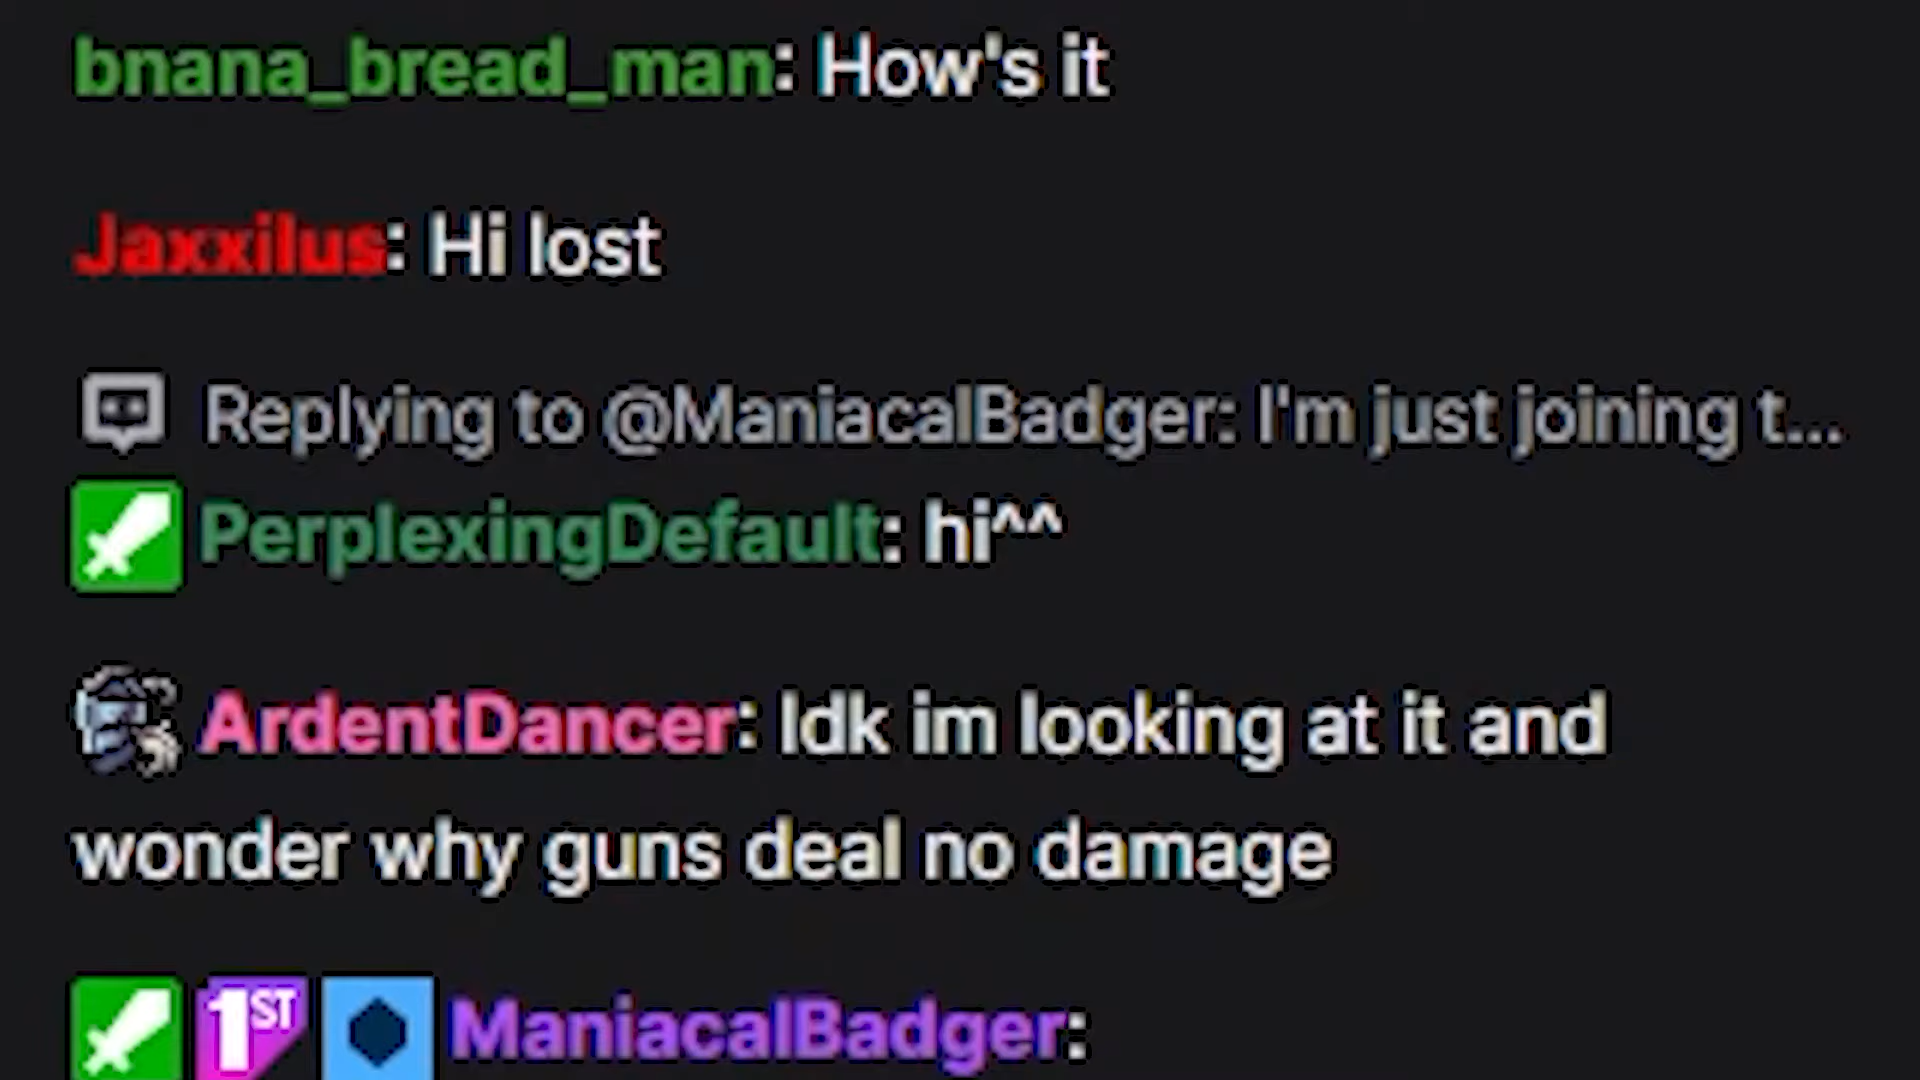 bnana_bread_man: How's it
Jaxxilus: Hi lost
Replying to @ManiacalBadger: I'm just joining t...
PerplexingDefault: hi^^
ArdentDancer: Idk im looking at it and
wonder why guns deal no damage
1ST ManiacalBadger: